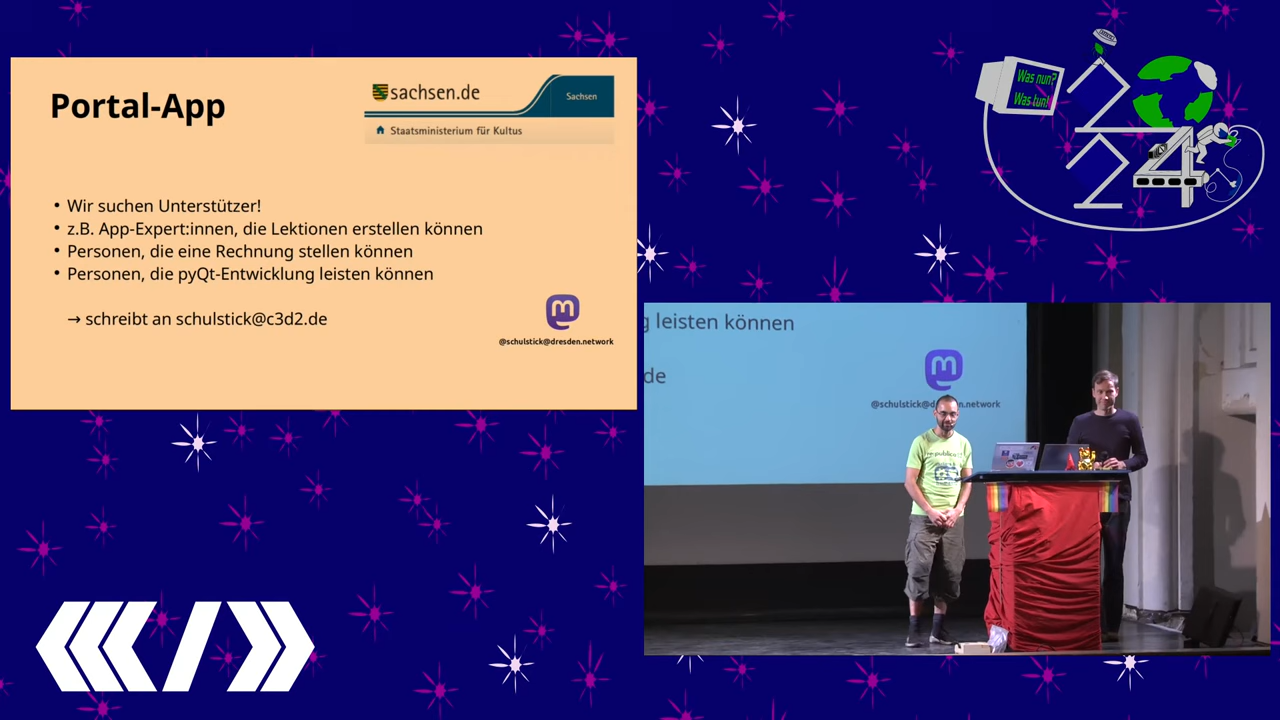 Portal-App
sachsen.de
Sachsen
Staatsministerium für Kultus
• Wir suchen Unterstützer!
• z.B. App-Expert:innen, die Lektionen erstellen können
• Personen, die eine Rechnung stellen können
• Personen, die pyQt-Entwicklung leisten können
→ schreibt an schulstick@c3d2.de
@schulstick@dresden.network
Was nun?
Was tun!
g leisten können
de
@schulstick@dr en.network